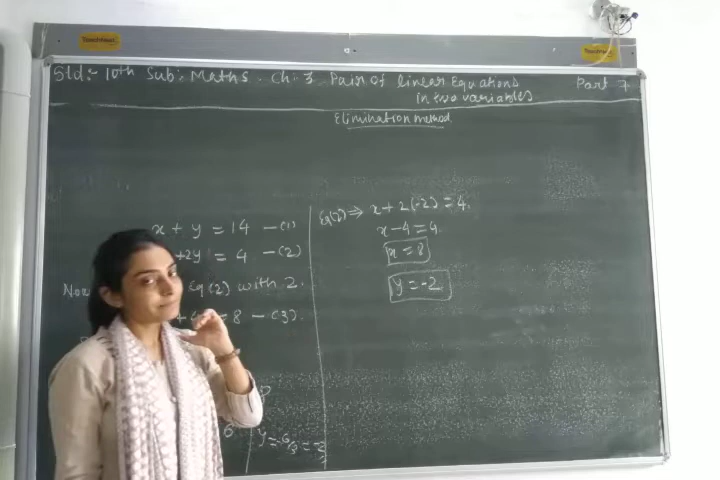 Std:- 10th Sub:- Maths. Ch: 3 Pair of linear Equations
in two variables
Part 7
Elimination method
x + y = 14 —(1)
+2y = 4 —(2)
Eq(2) with 2.
= 8 —(3).
Eq(2) ⇒ x + 2(-2) = 4.
x - 4 = 4.
x = 8
y = -2